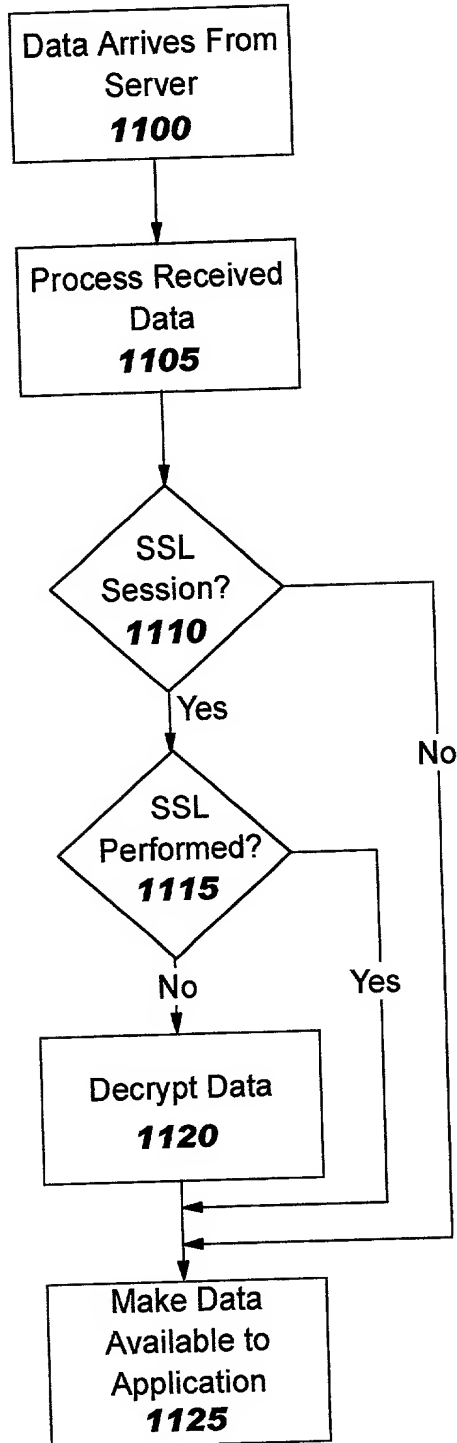 Data Arrives From
Server
1100
Process Received
Data
1105
SSL
Session?
1110
Yes
No
SSL
Performed?
1115
No
Yes
Decrypt Data
1120
Make Data
Available to
Application
1125